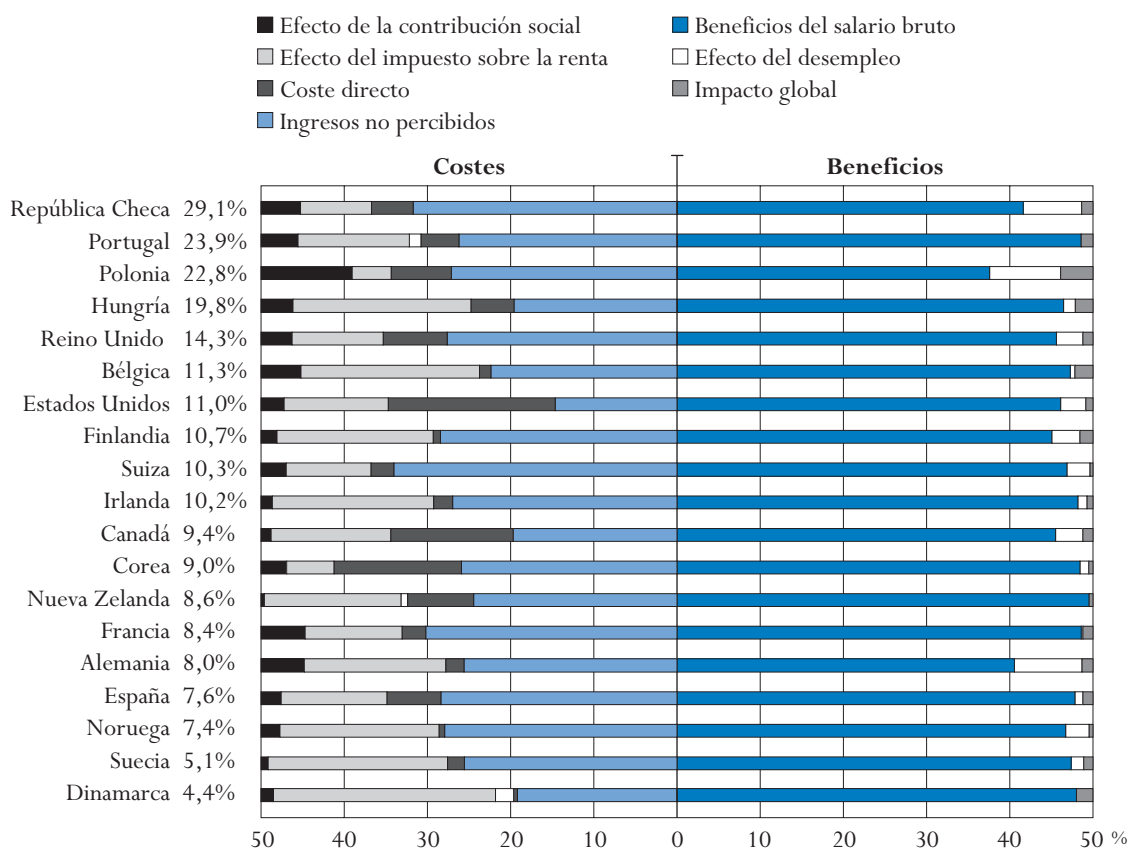 Efecto de la contribución social
Efecto del impuesto sobre la renta
Coste directo
Ingresos no percibidos
Beneficios del salario bruto
Efecto del desempleo
Impacto global
Costes Beneficios
República Checa 29,1%
Portugal 23,9%
Polonia 22,8%
Hungría 19,8%
Reino Unido 14,3%
Bélgica 11,3%
Estados Unidos 11,0%
Finlandia 10,7%
Suiza 10,3%
Irlanda 10,2%
Canadá 9,4%
Corea 9,0%
Nueva Zelanda 8,6%
Francia 8,4%
Alemania 8,0%
España 7,6%
Noruega 7,4%
Suecia 5,1%
Dinamarca 4,4%
50 40 30 20 10 0 10 20 30 40 50 %